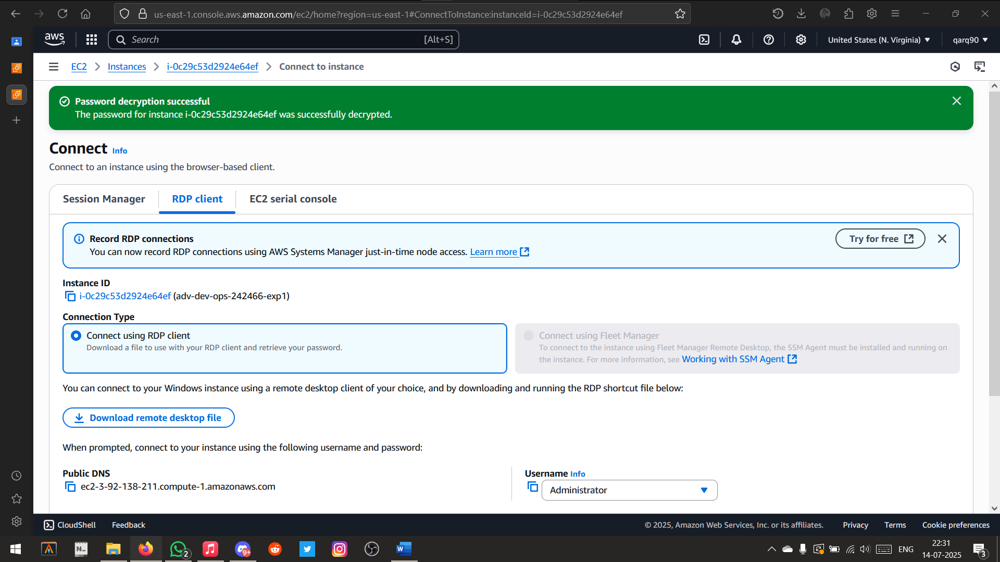 us-east-1.console.aws.amazon.com/ec2/home?region=us-east-1#ConnectToInstance:instanceId=i-0c29c53d2924e64ef
aws
Search
[Alt+S]
United States (N. Virginia)
qarq90
EC2
Instances
i-0c29c53d2924e64ef
Connect to instance
Password decryption successful
The password for instance i-0c29c53d2924e64ef was successfully decrypted.
Connect Info
Connect to an instance using the browser-based client.
Session Manager
RDP client
EC2 serial console
Record RDP connections
You can now record RDP connections using AWS Systems Manager just-in-time node access. Learn more
Try for free
Instance ID
i-0c29c53d2924e64ef (adv-dev-ops-242466-exp1)
Connection Type
Connect using RDP client
Download a file to use with your RDP client and retrieve your password.
Connect using Fleet Manager
To connect to the instance using Fleet Manager Remote Desktop, the SSM Agent must be installed and running on
the instance. For more information, see Working with SSM Agent
You can connect to your Windows instance using a remote desktop client of your choice, and by downloading and running the RDP shortcut file below:
Download remote desktop file
When prompted, connect to your instance using the following username and password:
Public DNS
ec2-3-92-138-211.compute-1.amazonaws.com
Username Info
Administrator
CloudShell
Feedback
© 2025, Amazon Web Services, Inc. or its affiliates.
Privacy
Terms
Cookie preferences
N...
2
9+
W
ENG
22:31
14-07-2025
3